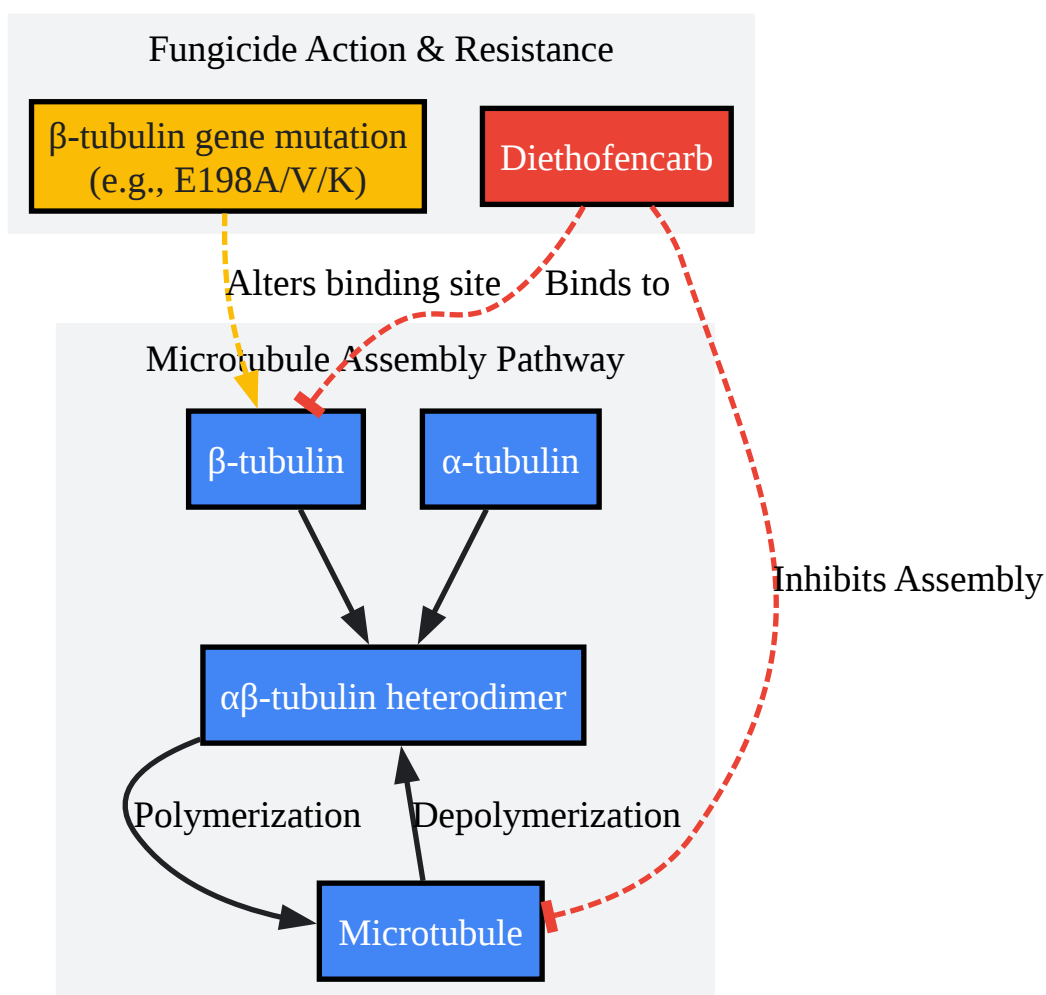 Fungicide Action & Resistance
β-tubulin gene mutation
(e.g., E198A/V/K)
Diethofencarb
Alters binding site
Binds to
Microtubule Assembly Pathway
β-tubulin
α-tubulin
Inhibits Assembly
αβ-tubulin heterodimer
Polymerization
Depolymerization
Microtubule